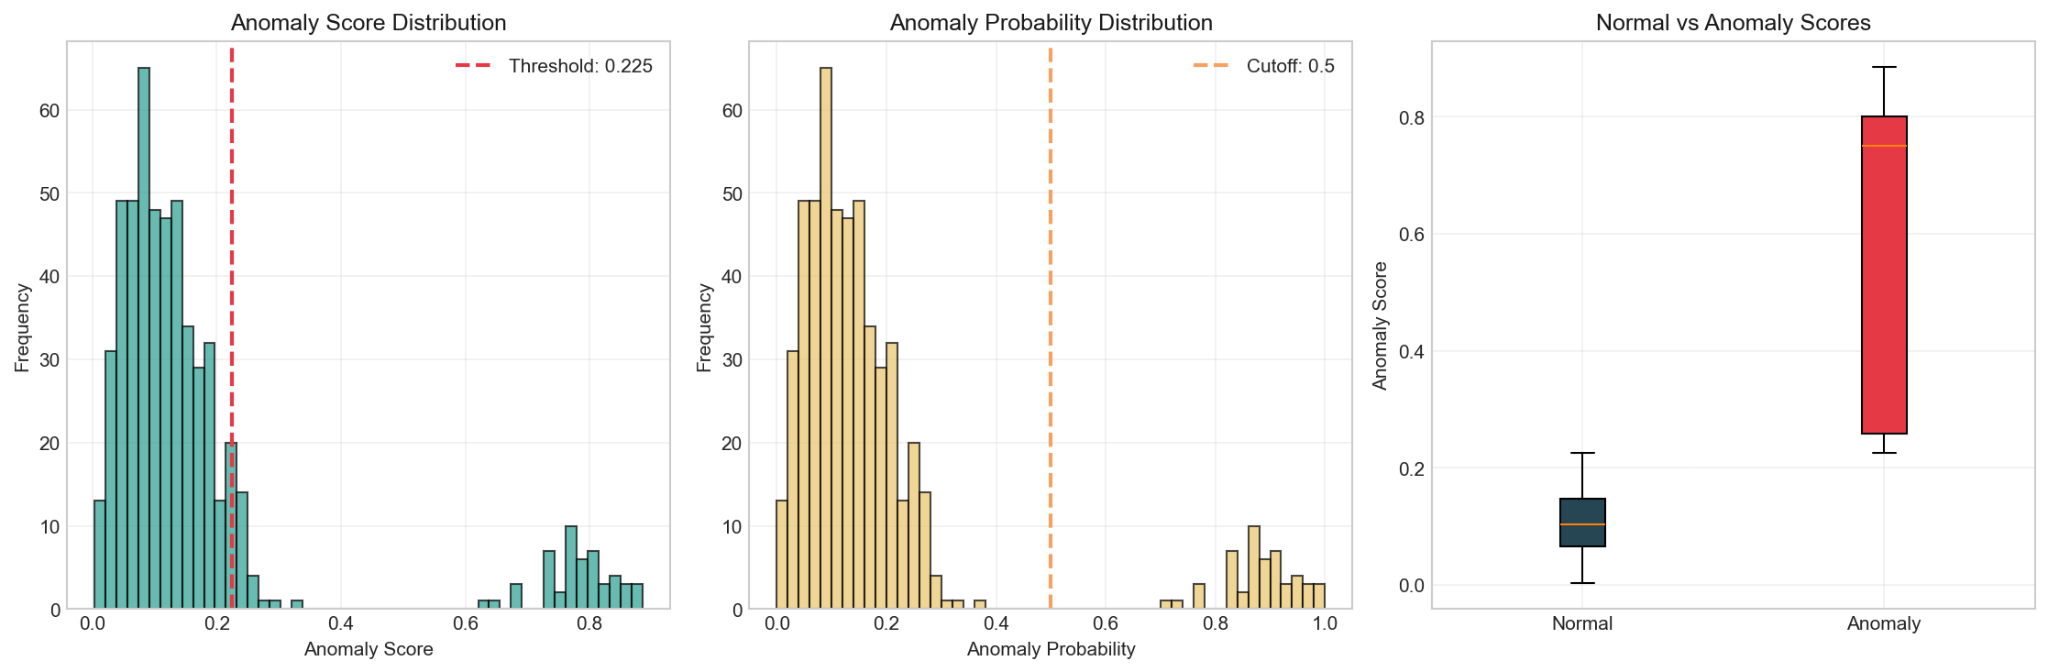 Anomaly Score Distribution
Threshold: 0.225
60
50
40
30
20
10
0
Frequency
0.0 0.2 0.4 0.6 0.8
Anomaly Score
Anomaly Probability Distribution
Cutoff: 0.5
60
50
40
30
20
10
0
Frequency
0.0 0.2 0.4 0.6 0.8 1.0
Anomaly Probability
Normal vs Anomaly Scores
0.8
0.6
0.4
0.2
0.0
Anomaly Score
Normal Anomaly